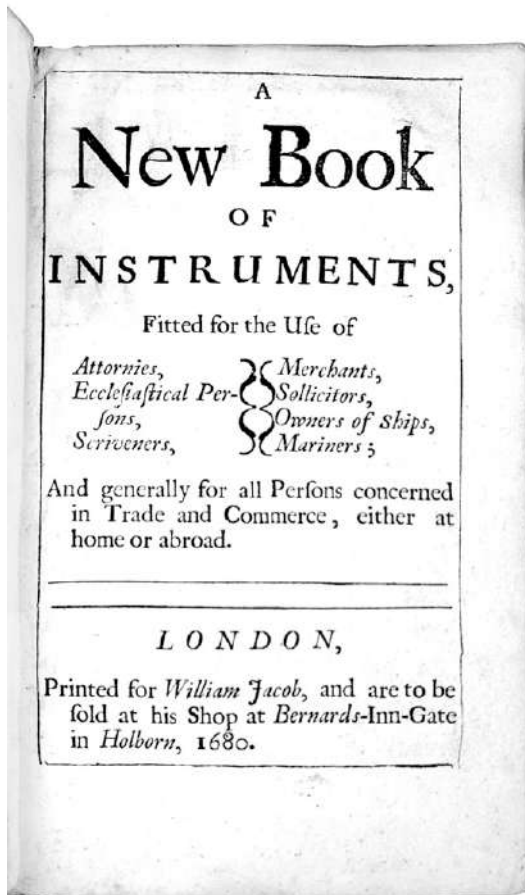 A
New Book
OF
INSTRUMENTS,
Fitted for the Uſe of
Attornies,
Eccleſiaſtical Per-
ſons,
Scriveners,
Merchants,
Sollicitors,
Owners of Ships,
Mariners;
And generally for all Perſons concerned
in Trade and Commerce, either at
home or abroad.
LONDON,
Printed for William Jacob, and are to be
ſold at his Shop at Bernards-Inn-Gate
in Holborn, 1680.